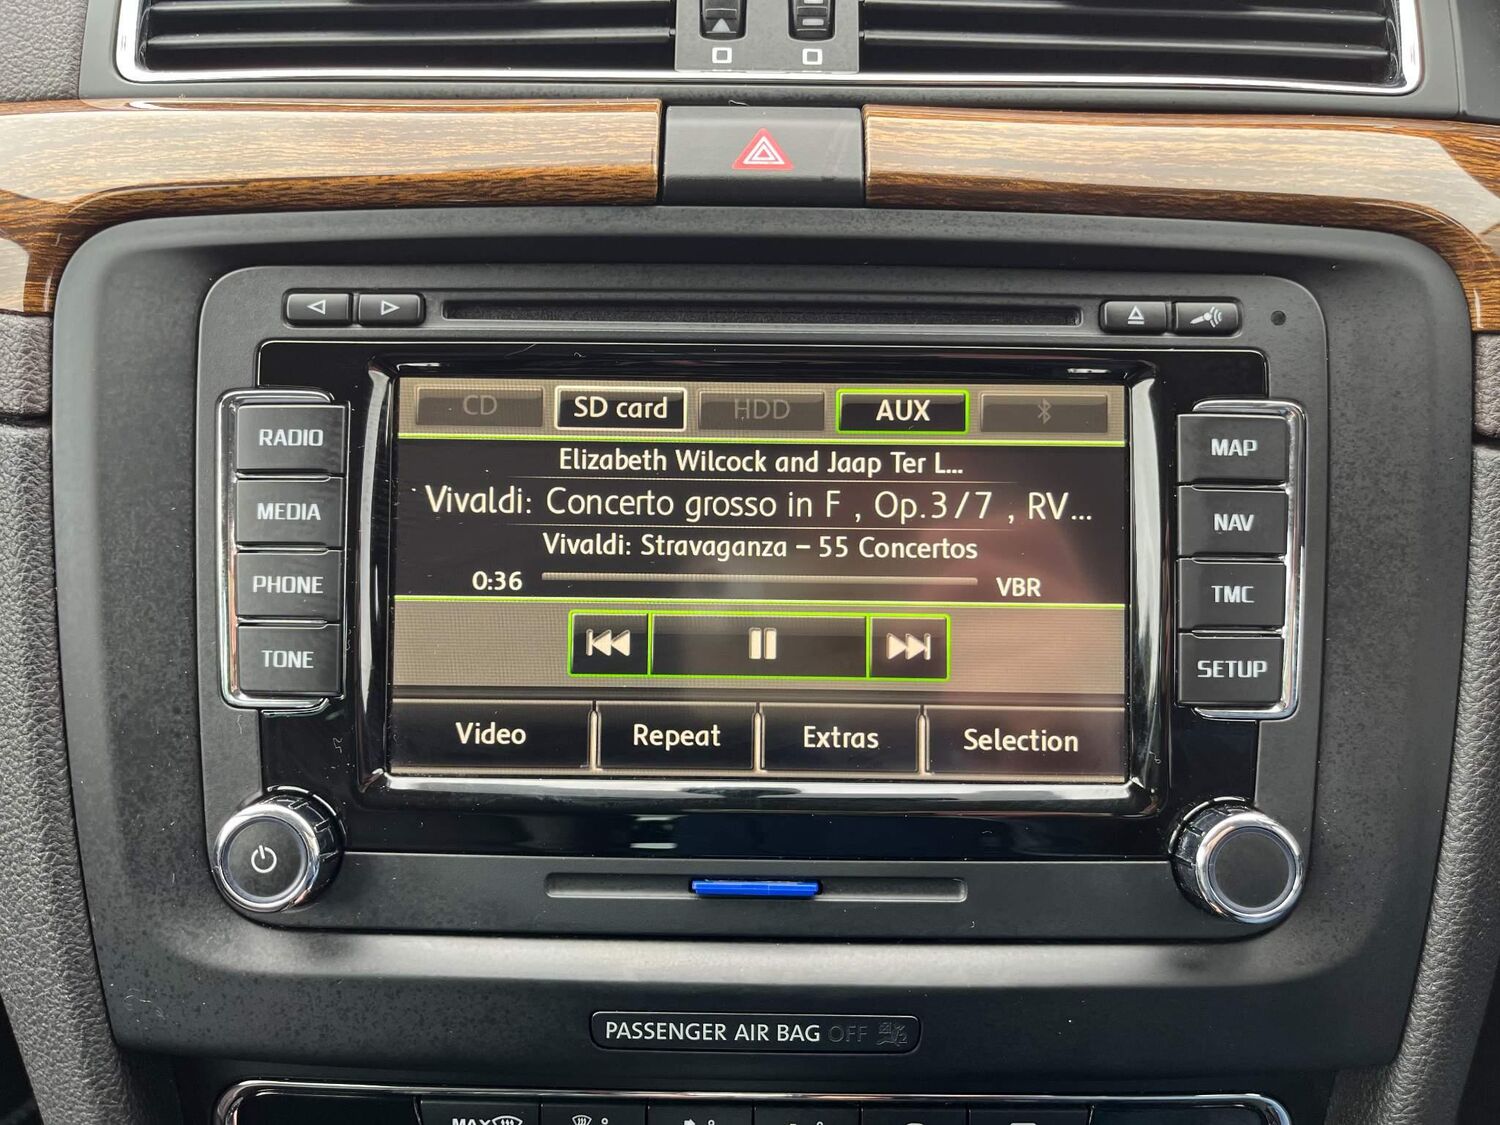 CD SD card HDD AUX
RADIO
MEDIA
PHONE
TONE
Elizabeth Wilcock and Jaap Ter L...
Vivaldi: Concerto grosso in F , Op.3/7 , RV...
Vivaldi: Stravaganza – 55 Concertos
0:36 VBR
Video Repeat Extras Selection
MAP
NAV
TMC
SETUP
PASSENGER AIR BAG OFF
MAX